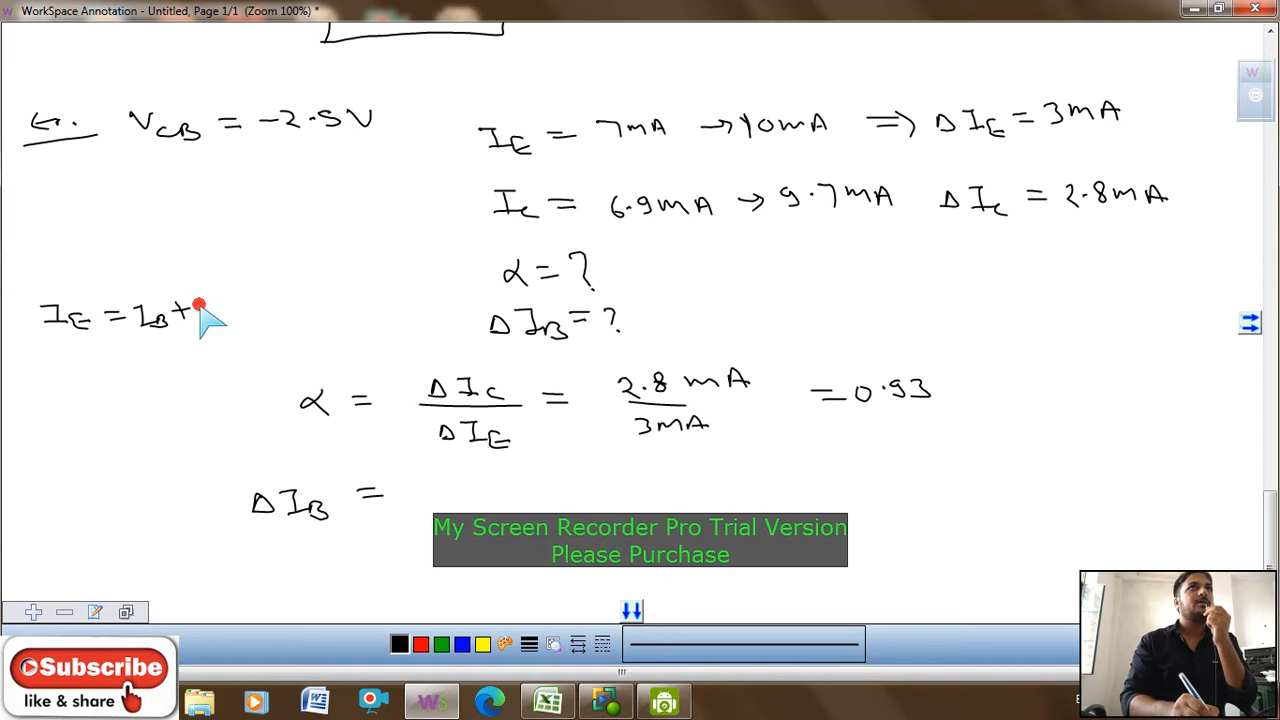 WorkSpace Annotation - Untitled, Page 1/1 (Zoom 100%) *
Ex. V_CB = -2.5V
I_E = 7mA → 10mA ⇒ ΔI_E = 3mA
I_C = 6.9mA → 9.7mA ΔI_C = 2.8mA
α = ?
I_E = I_B +
ΔI_B = ?
α = ΔI_C / ΔI_E = 2.8 mA / 3mA = 0.93
ΔI_B =
My Screen Recorder Pro Trial Version
Please Purchase
Subscribe
like & share